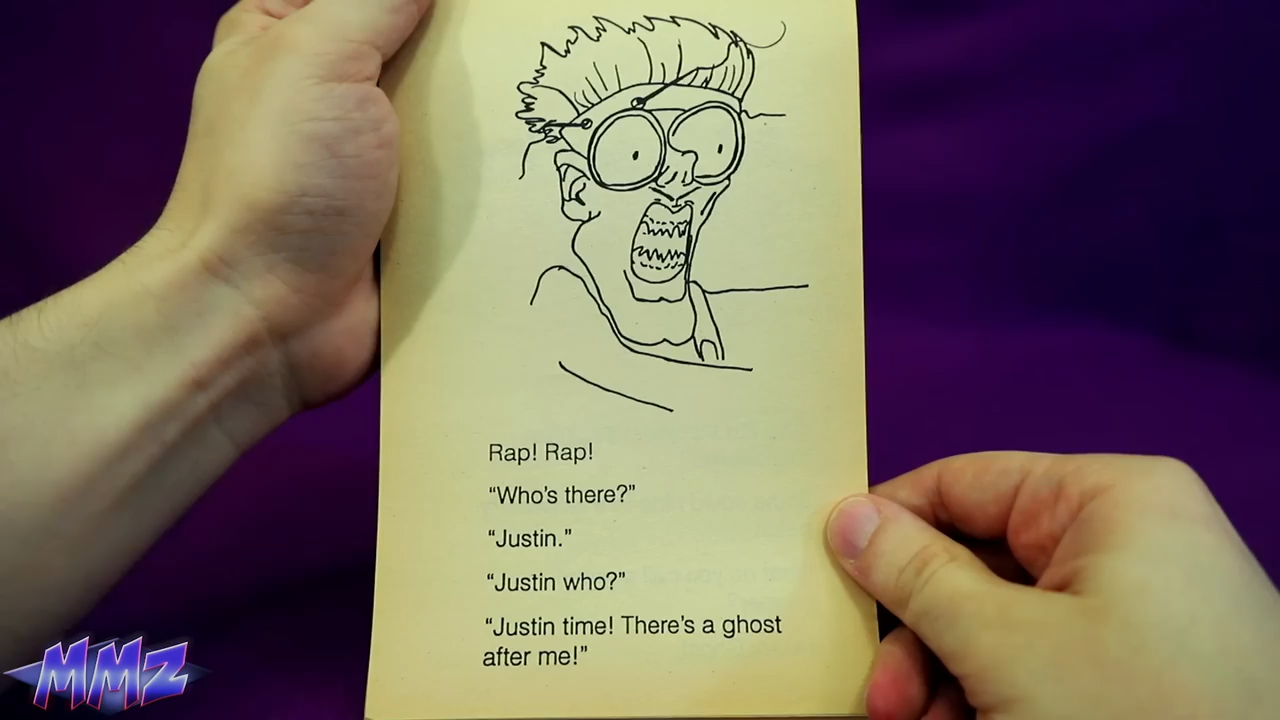 Rap! Rap!
“Who’s there?”
“Justin.”
“Justin who?”
“Justin time! There’s a ghost
after me!”
MMZ